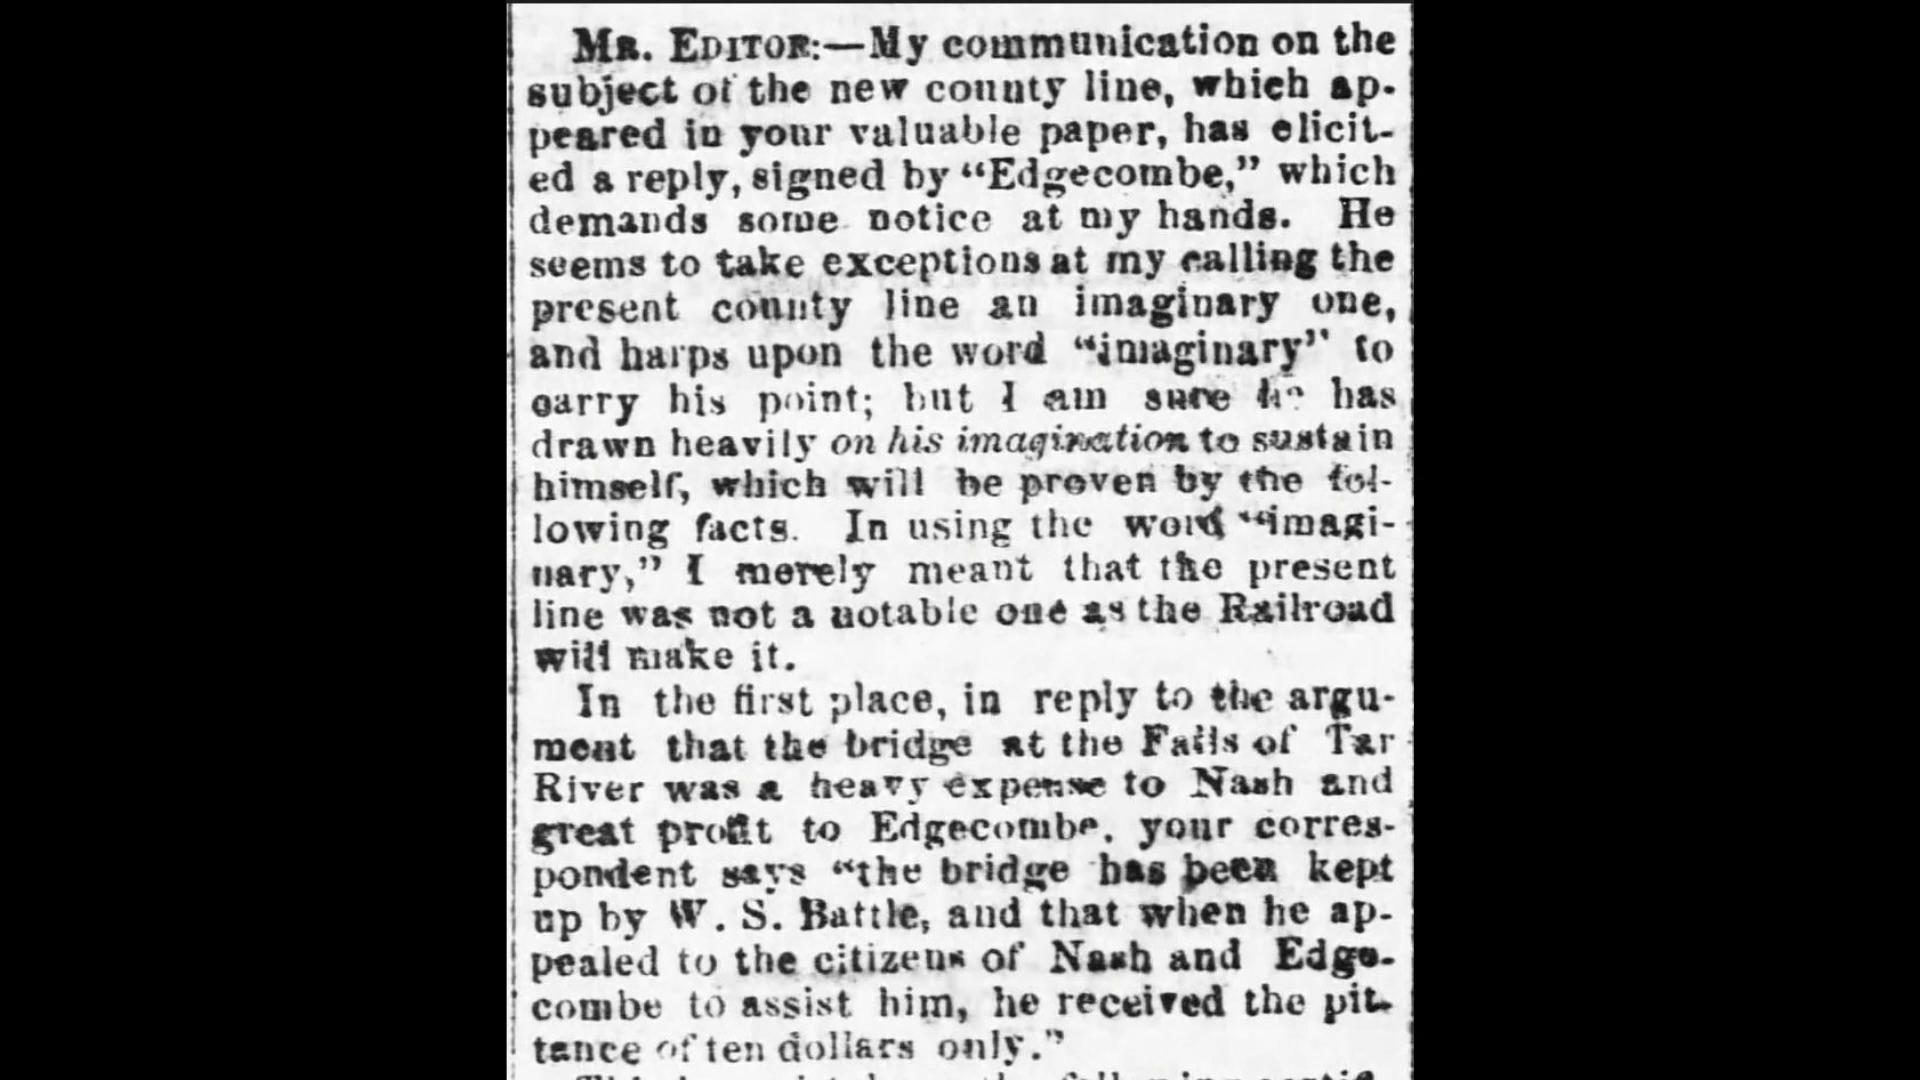 MR. EDITOR:—My communication on the
subject of the new county line, which ap-
peared in your valuable paper, has elicit-
ed a reply, signed by “Edgecombe,” which
demands some notice at my hands. He
seems to take exceptions at my calling the
present county line an imaginary one,
and harps upon the word “imaginary” to
carry his point; but I am sure he has
drawn heavily on his imagination to sustain
himself, which will be proven by the fol-
lowing facts. In using the word “imagi-
nary,” I merely meant that the present
line was not a notable one as the Railroad
will make it.
In the first place, in reply to the argu-
ment that the bridge at the Falls of Tar
River was a heavy expense to Nash and
great profit to Edgecombe, your corres-
pondent says “the bridge has been kept
up by W. S. Battle, and that when he ap-
pealed to the citizens of Nash and Edge-
combe to assist him, he received the pit-
tance of ten dollars only.”